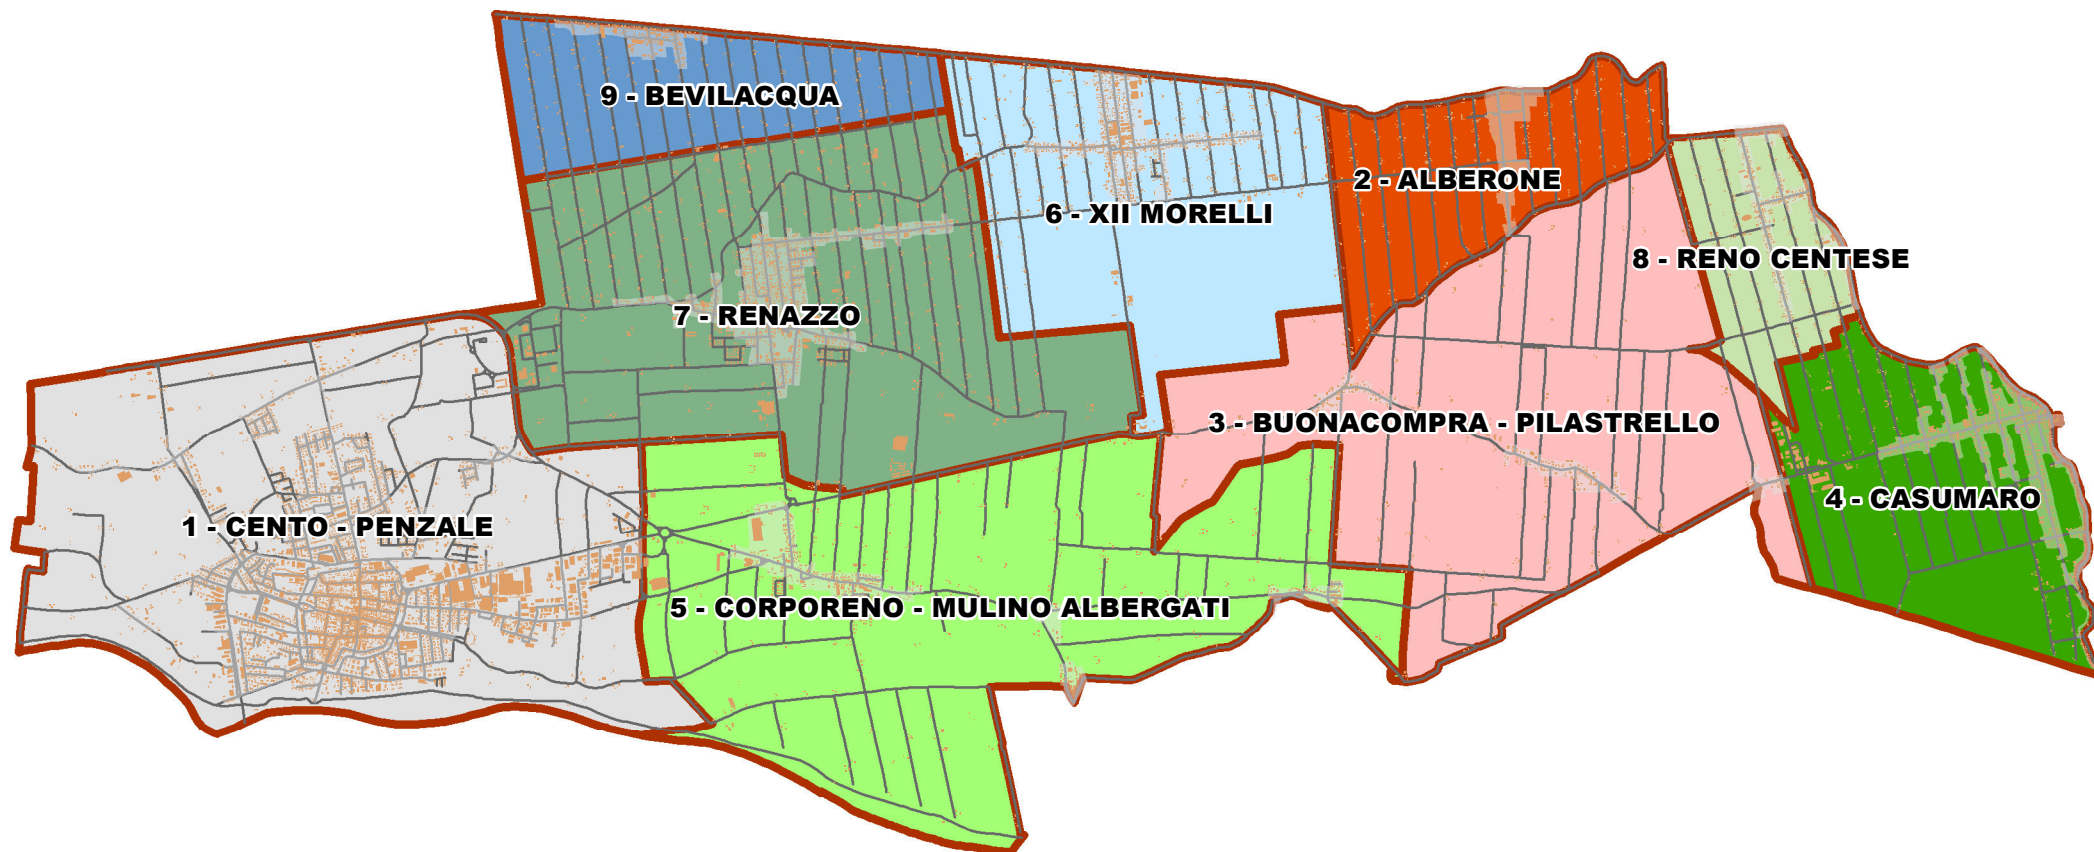 9 - BEVILACQUA
2 - ALBERONE
6 - XII MORELLI
8 - RENO CENTESE
7 - RENAZZO
3 - BUONACOMPRA - PILASTRELLO
4 - CASUMARO
1 - CENTO - PENZALE
5 - CORPORENO - MULINO ALBERGATI